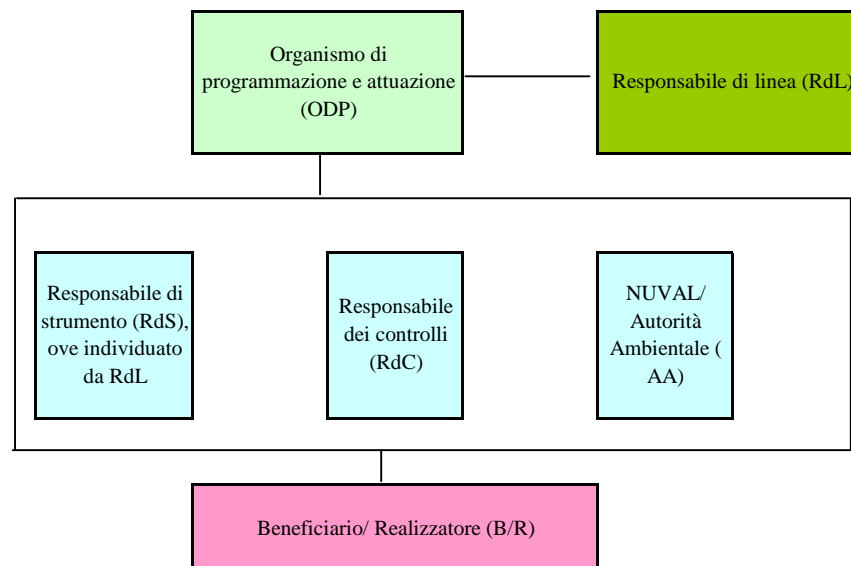 Organismo di
programmazione e attuazione
(ODP)
Responsabile di linea (RdL)
Responsabile di
strumento (RdS),
ove individuato
da RdL
Responsabile
dei controlli
(RdC)
NUVAL/
Autorità
Ambientale (
AA)
Beneficiario/ Realizzatore (B/R)